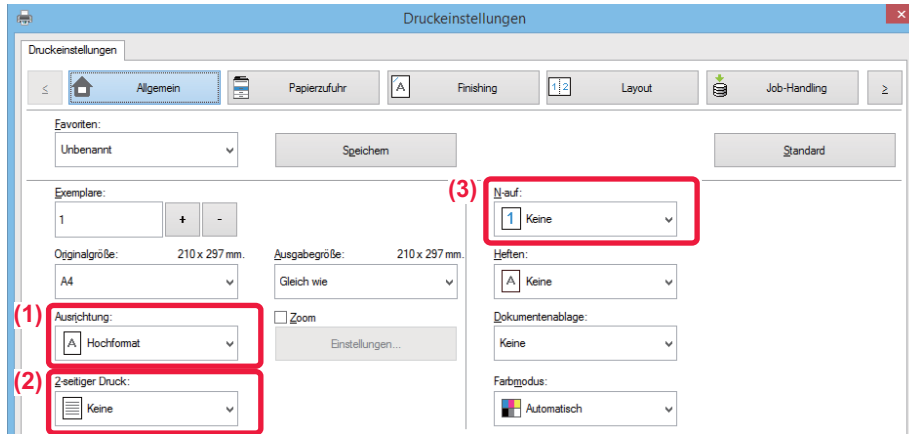 Druckeinstellungen
×
Druckeinstellungen
≤ Allgemein Papierzufuhr A Finishing 1 2 Layout Job-Handling ≥
Favoriten:
Unbenannt Speichern Standard
(3) N-auf:
Exemplare:
1 + - 1 Keine
Originalgröße: 210 x 297 mm. Ausgabegröße: 210 x 297 mm. Heften:
A4 Gleich wie A Keine
(1) Ausrichtung: Zoom Dokumentenablage:
A Hochformat Einstellungen... Keine
(2) 2-seitiger Druck: Farbmodus:
Keine Automatisch